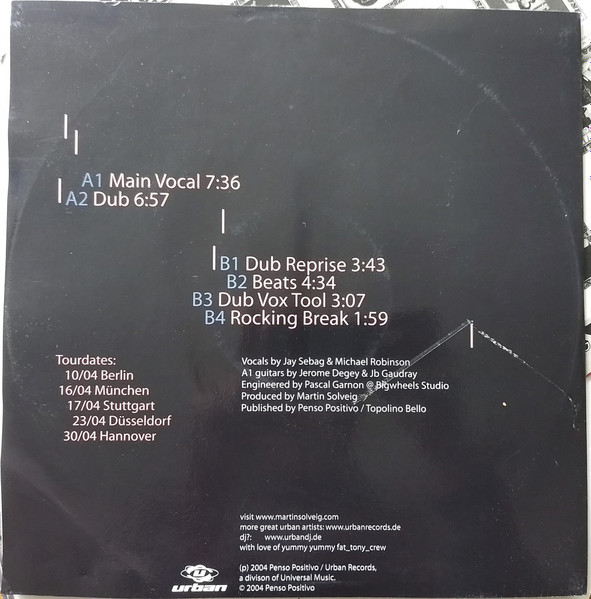 A1 Main Vocal 7:36
A2 Dub 6:57
B1 Dub Reprise 3:43
B2 Beats 4:34
B3 Dub Vox Tool 3:07
B4 Rocking Break 1:59
Tourdates:
10/04 Berlin
16/04 München
17/04 Stuttgart
23/04 Düsseldorf
30/04 Hannover
Vocals by Jay Sebag & Michael Robinson
A1 guitars by Jerome Degey & Jb Gaudray
Engineered by Pascal Garnon @ Bigwheels Studio
Produced by Martin Solveig
Published by Penso Positivo / Topolino Bello
visit www.martinsolveig.com
more great urban artists: www.urbanrecords.de
dj?: www.urbandj.de
with love of yummy yummy fat_tony_crew
(p) 2004 Penso Positivo / Urban Records,
a divison of Universal Music.
© 2004 Penso Positivo
u
urban